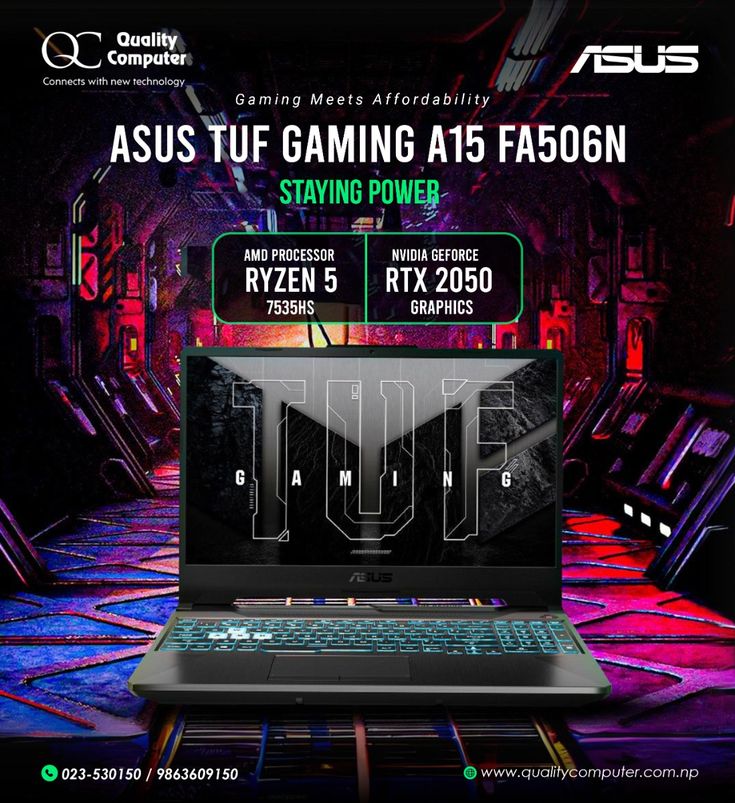 QC Quality Computer
Connects with new technology
ASUS
Gaming Meets Affordability
ASUS TUF GAMING A15 FA506N
STAYING POWER
AMD PROCESSOR
RYZEN 5
7535HS
NVIDIA GEFORCE
RTX 2050
GRAPHICS
TUF
GAMING
ASUS
023-530150 / 9863609150
www.qualitycomputer.com.np